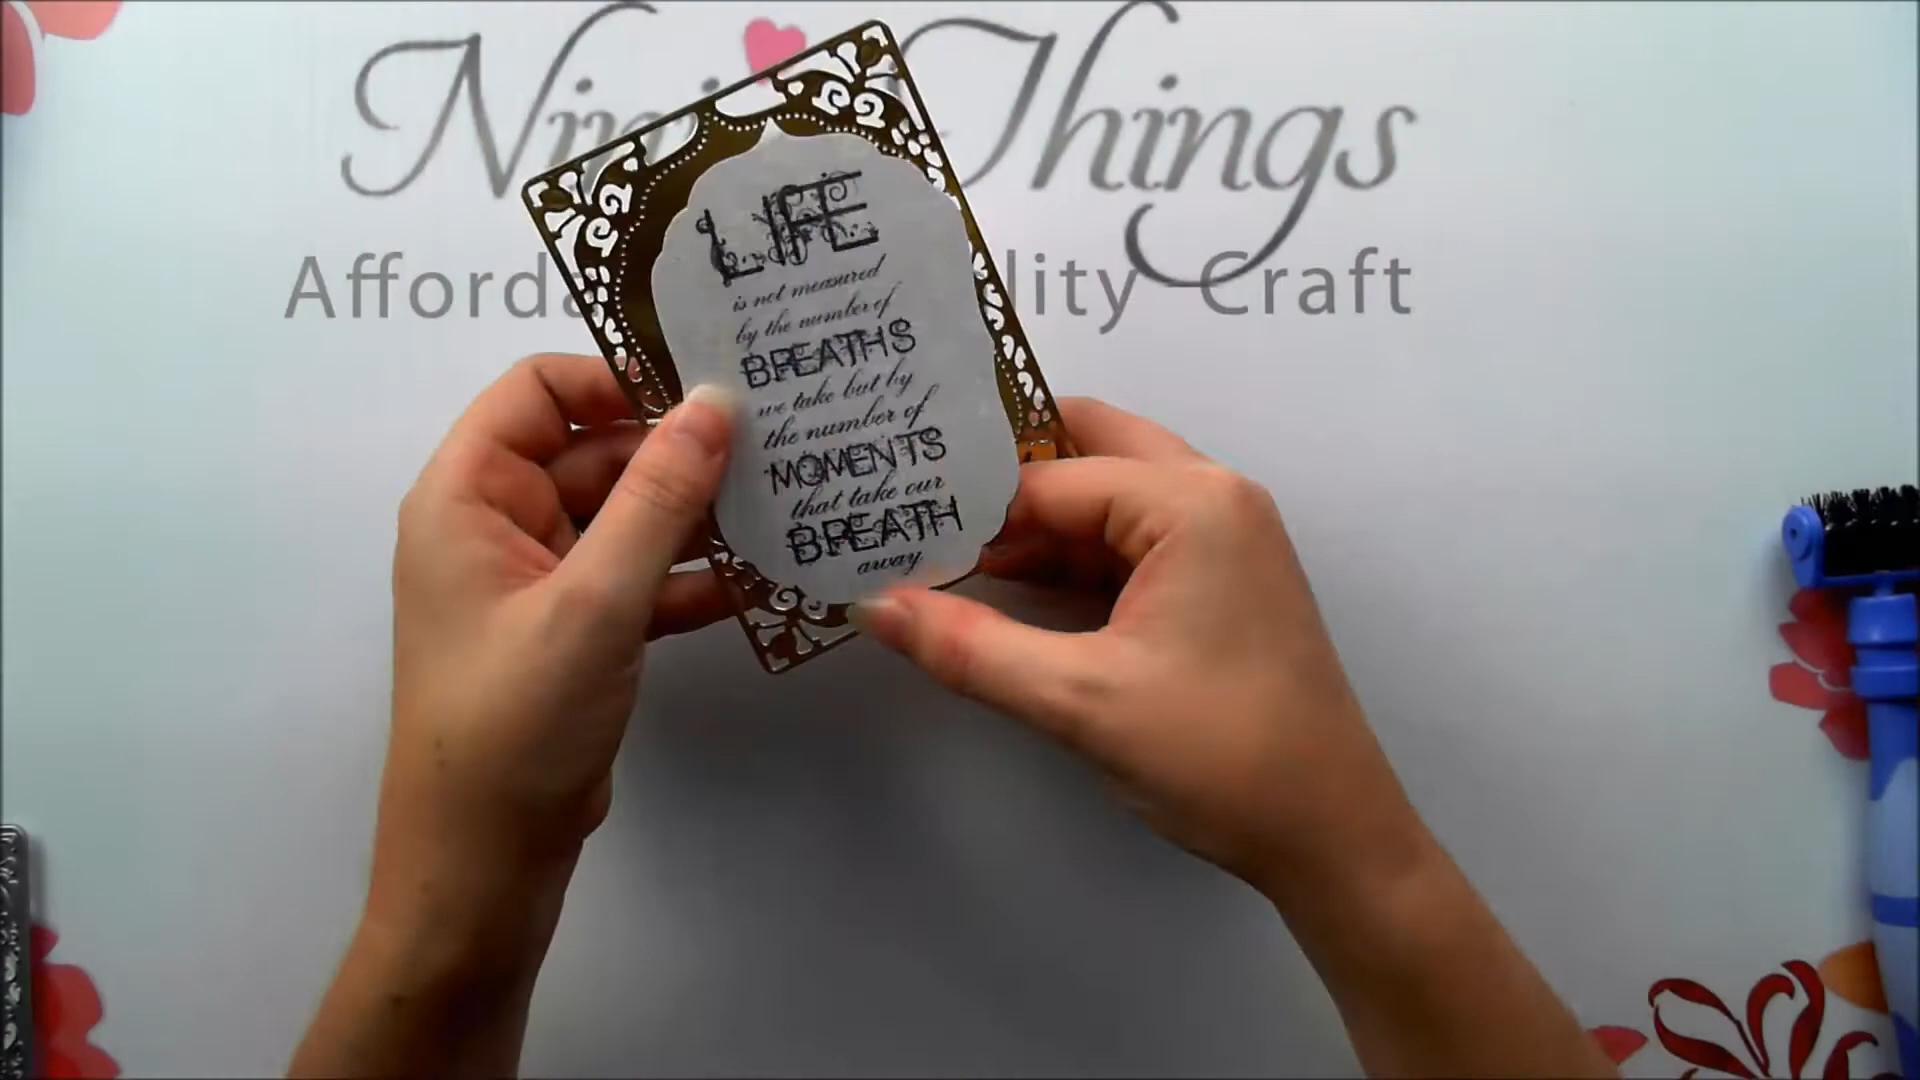 Things
Afforda lity Craft
LIFE
is not measured
by the number of
BREATHS
we take but by
the number of
MOMENTS
that take our
BREATH
away